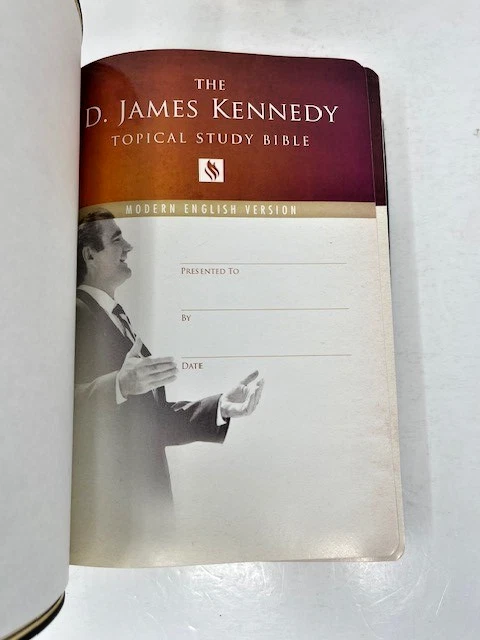 THE
D. JAMES KENNEDY
TOPICAL STUDY BIBLE
MODERN ENGLISH VERSION
PRESENTED TO
BY
DATE